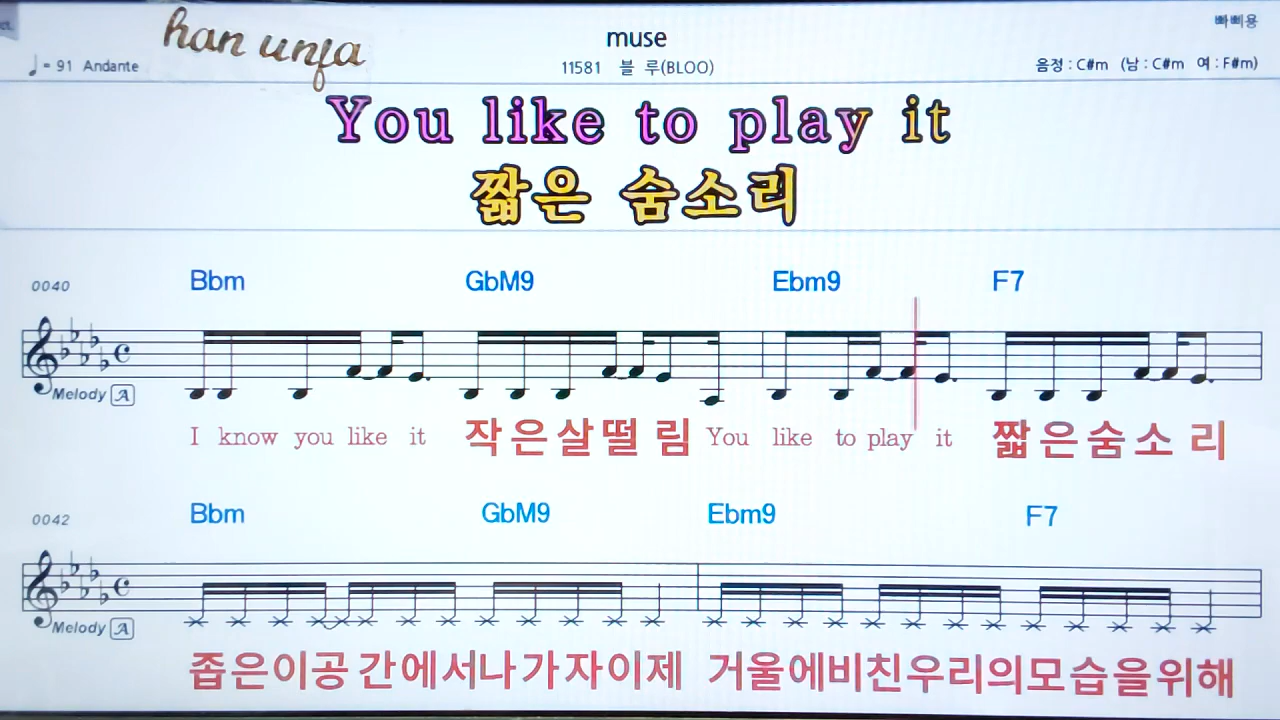 ct.
han unfa
muse
빠삐용
♩= 91 Andante
11581 블 루(BLOO)
음정 : C#m (남 : C#m 여 : F#m)
You like to play it
짧은 숨소리
0040 Bbm GbM9 Ebm9 F7
Melody A
I know you like it 작은살떨 림 You like to play it 짧은숨소 리
0042 Bbm GbM9 Ebm9 F7
Melody A
좁은이공 간에서나가자이제 거울에비친우리의모습을위해